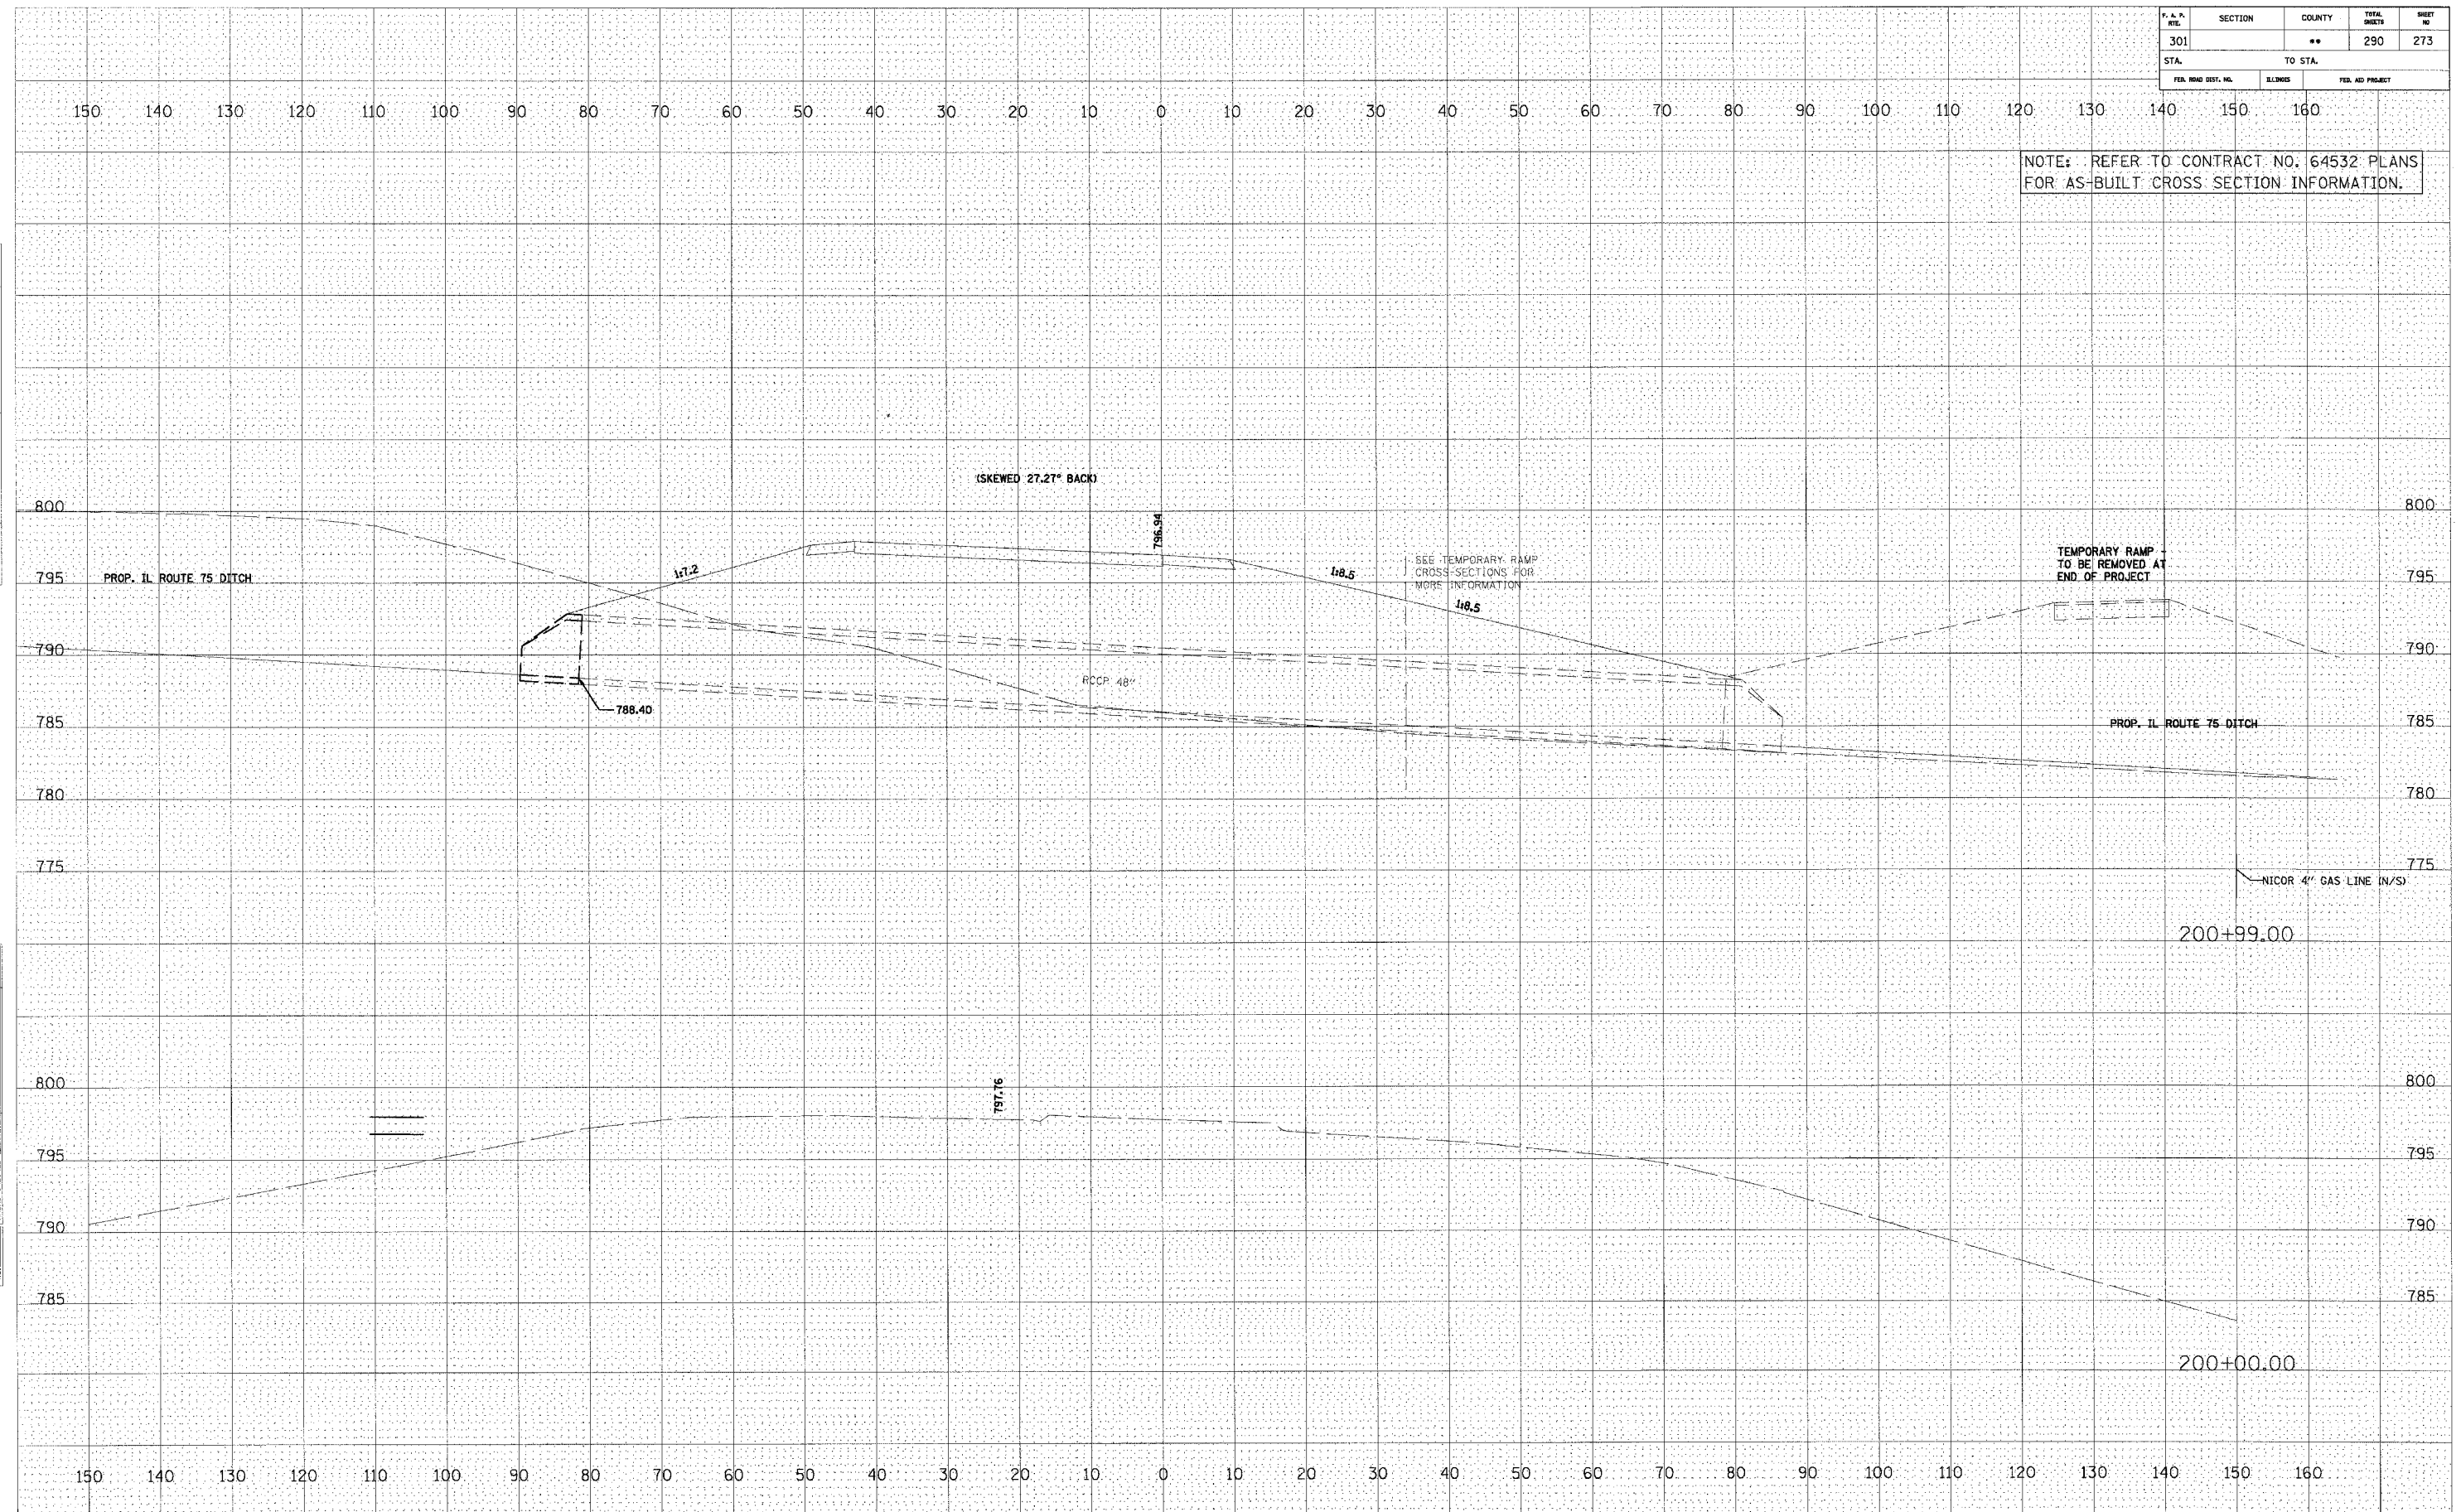 F. A. P. RTE. SECTION COUNTY TOTAL SHEETS SHEET NO
301 ** 290 273
STA. TO STA.
FED. ROAD DIST. NO. ILLINOIS FED. AID PROJECT
150 140 130 120 110 100 90 80 70 60 50 40 30 20 10 0 10 20 30 40 50 60 70 80 90 100 110 120 130 140 150 160
NOTE: REFER TO CONTRACT NO. 64532 PLANS
FOR AS-BUILT CROSS SECTION INFORMATION.
(SKEWED 27.27° BACK)
800 800
796.94
795 795
PROP. IL ROUTE 75 DITCH
1:7.2
1:8.5
SEE TEMPORARY RAMP
CROSS-SECTIONS FOR
MORE INFORMATION
1:8.5
TEMPORARY RAMP -
TO BE REMOVED AT
END OF PROJECT
790 790
RCCP 48"
788.40
785 785
PROP. IL ROUTE 75 DITCH
780 780
775 775
NICOR 4" GAS LINE (N/S)
200+99.00
800 800
797.76
795 795
790 790
785 785
200+00.00
150 140 130 120 110 100 90 80 70 60 50 40 30 20 10 0 10 20 30 40 50 60 70 80 90 100 110 120 130 140 150 160